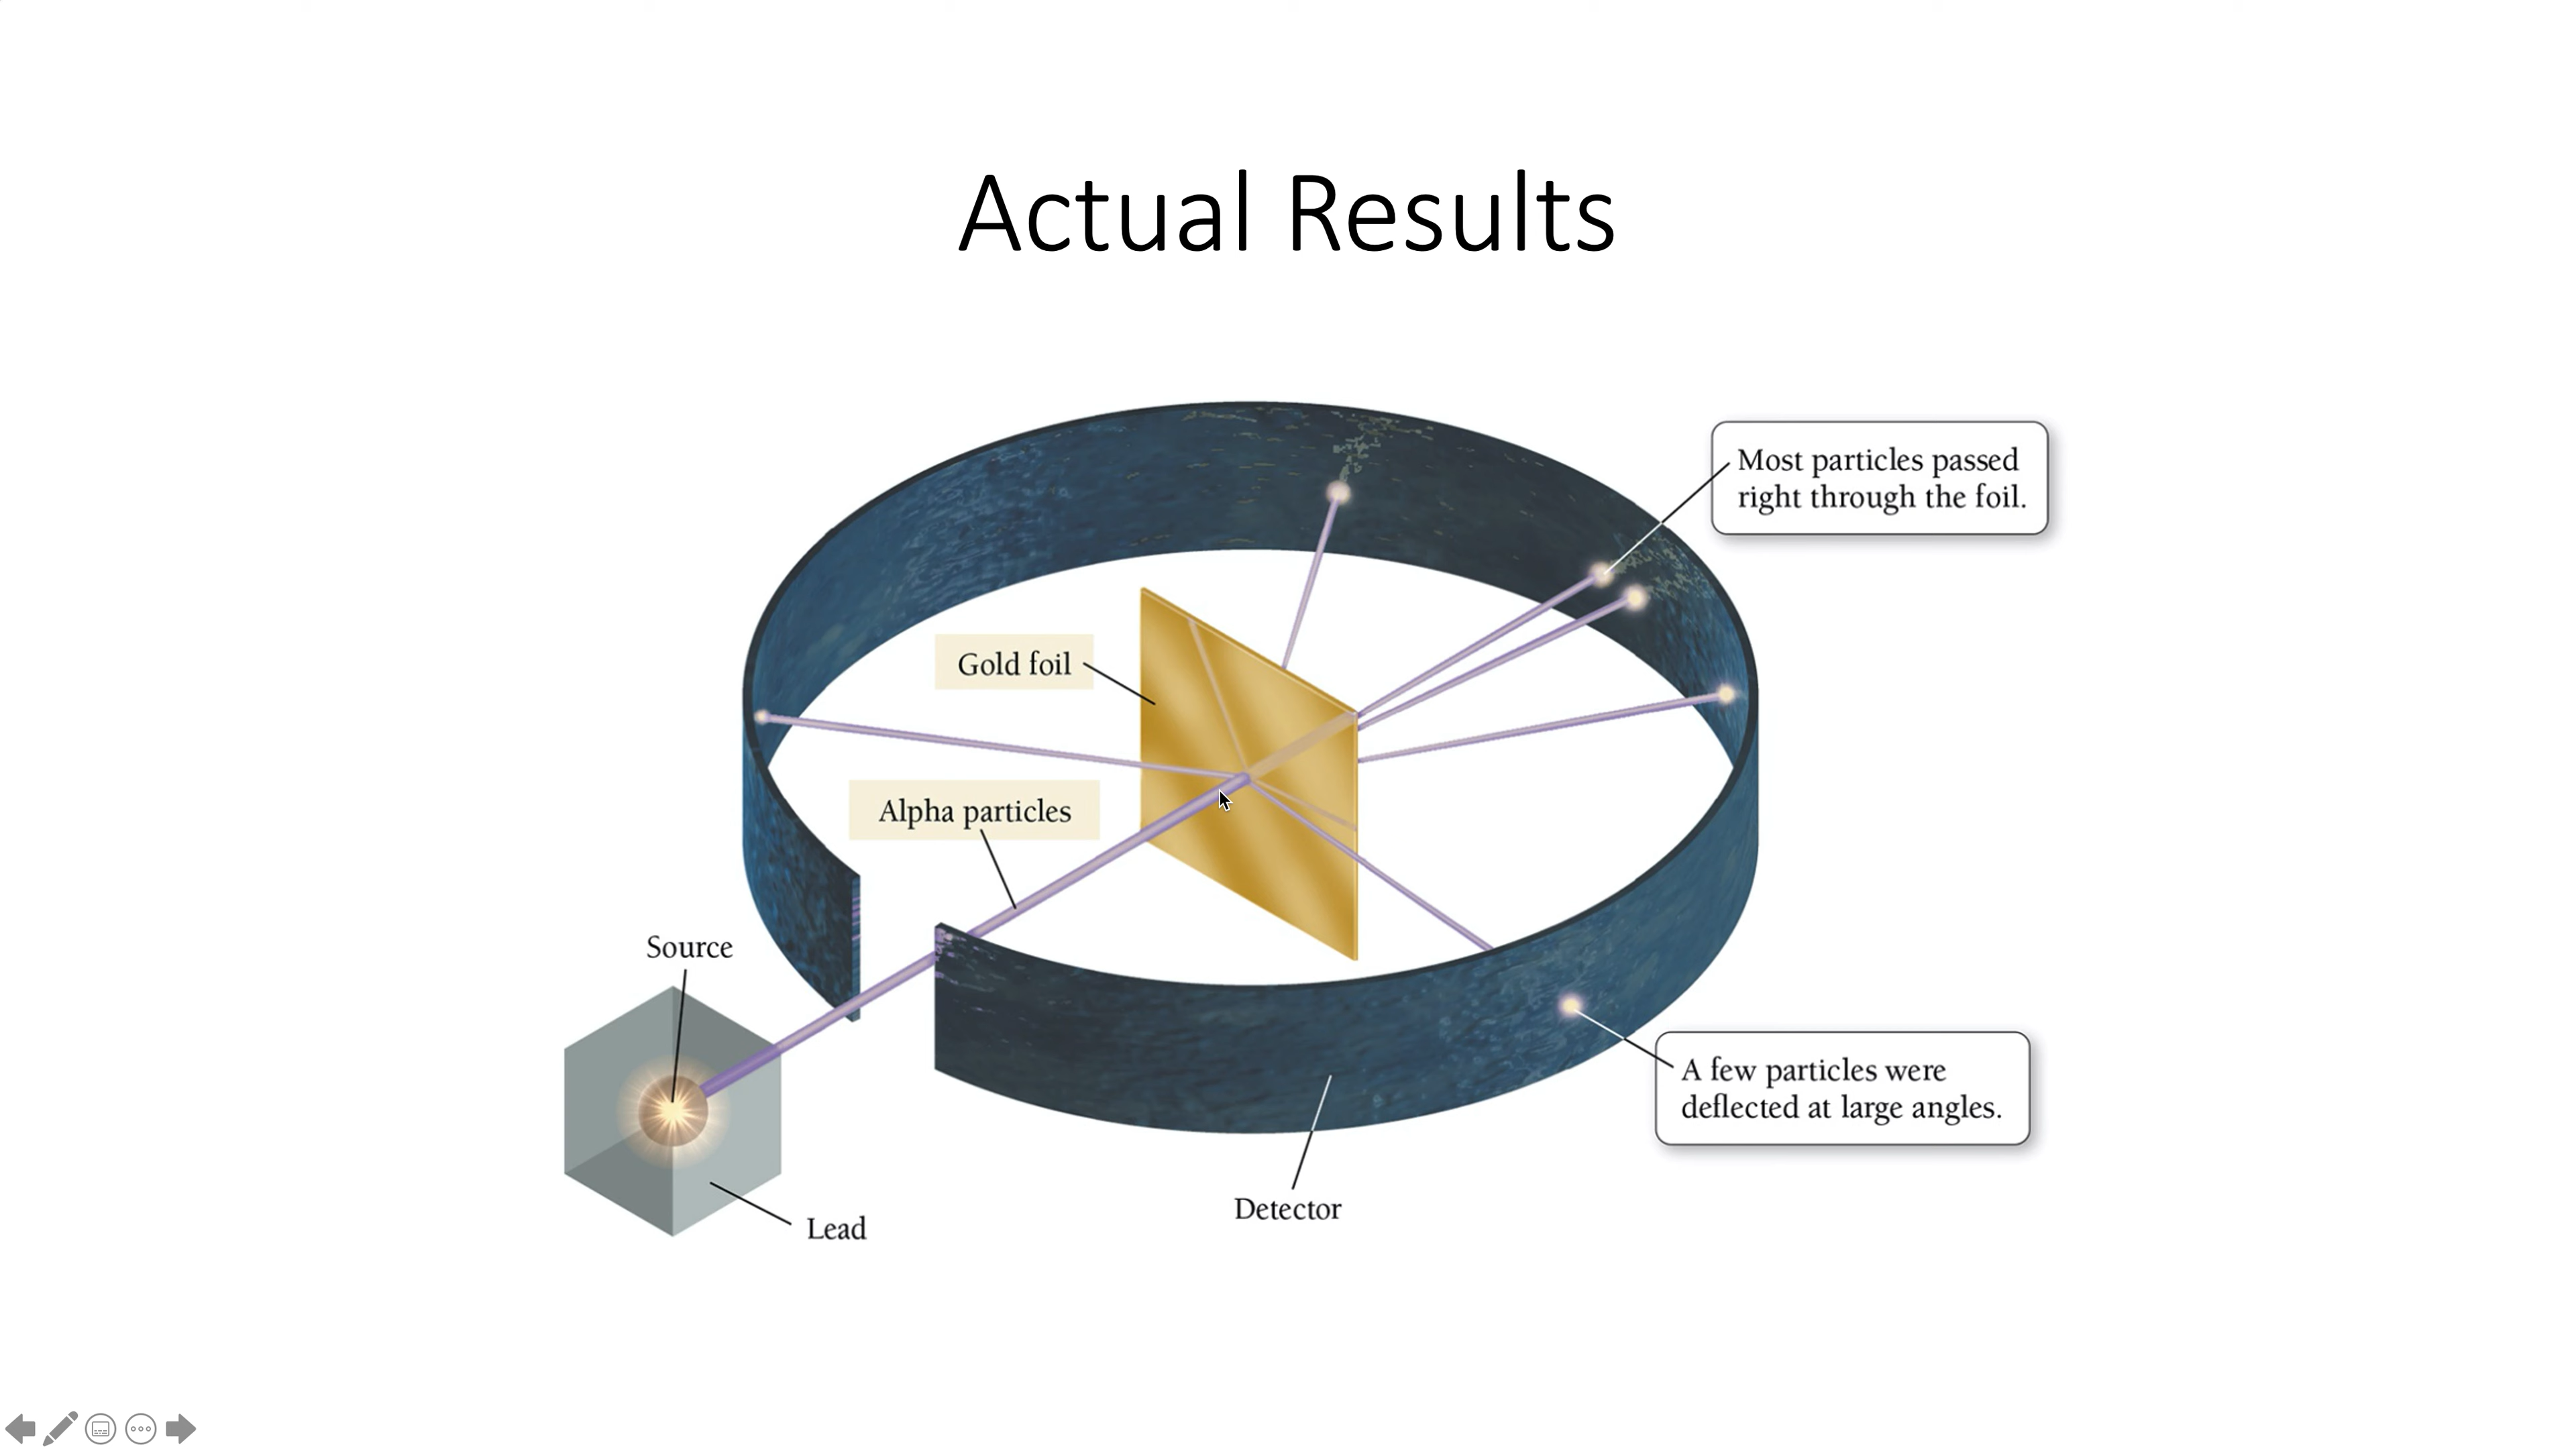 Actual Results
Most particles passed
right through the foil.
Gold foil
Alpha particles
Source
A few particles were
deflected at large angles.
Detector
Lead